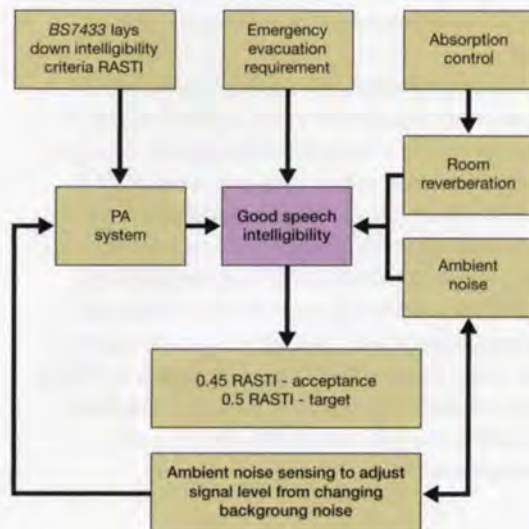 BS7433 lays
down intelligibility
criteria RASTI
Emergency
evacuation
requirement
Absorption
control
PA
system
Good speech
intelligibility
Room
reverberation
Ambient
noise
0.45 RASTI - acceptance
0.5 RASTI - target
Ambient noise sensing to adjust
signal level from changing
backgroung noise